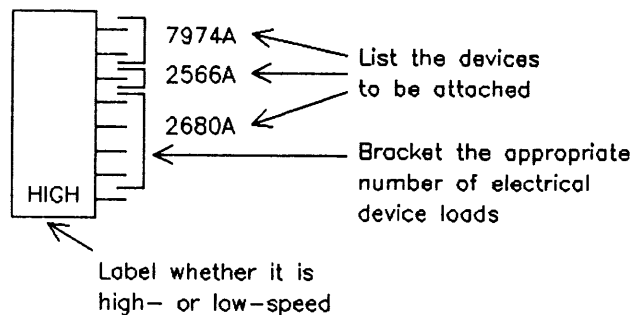 7974A
2566A
2680A
List the devices
to be attached
Bracket the appropriate
number of electrical
device loads
HIGH
Label whether it is
high- or low-speed